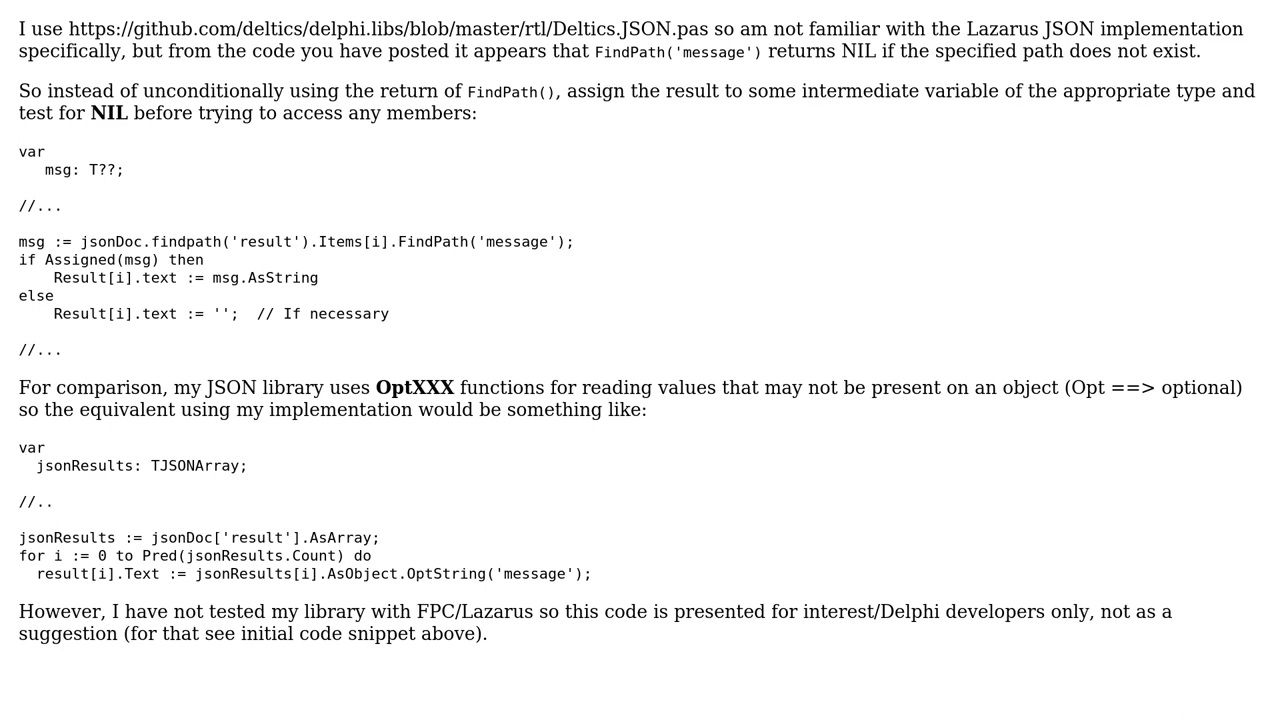 I use https://github.com/deltics/delphi.libs/blob/master/rtl/Deltics.JSON.pas so am not familiar with the Lazarus JSON implementation
specifically, but from the code you have posted it appears that FindPath('message') returns NIL if the specified path does not exist.
So instead of unconditionally using the return of FindPath(), assign the result to some intermediate variable of the appropriate type and
test for NIL before trying to access any members:
var
   msg: T??;
//...
msg := jsonDoc.findpath('result').Items[i].FindPath('message');
if Assigned(msg) then
    Result[i].text := msg.AsString
else
    Result[i].text := '';  // If necessary
//...
For comparison, my JSON library uses OptXXX functions for reading values that may not be present on an object (Opt ==> optional)
so the equivalent using my implementation would be something like:
var
  jsonResults: TJSONArray;
//..
jsonResults := jsonDoc['result'].AsArray;
for i := 0 to Pred(jsonResults.Count) do
  result[i].Text := jsonResults[i].AsObject.OptString('message');
However, I have not tested my library with FPC/Lazarus so this code is presented for interest/Delphi developers only, not as a
suggestion (for that see initial code snippet above).